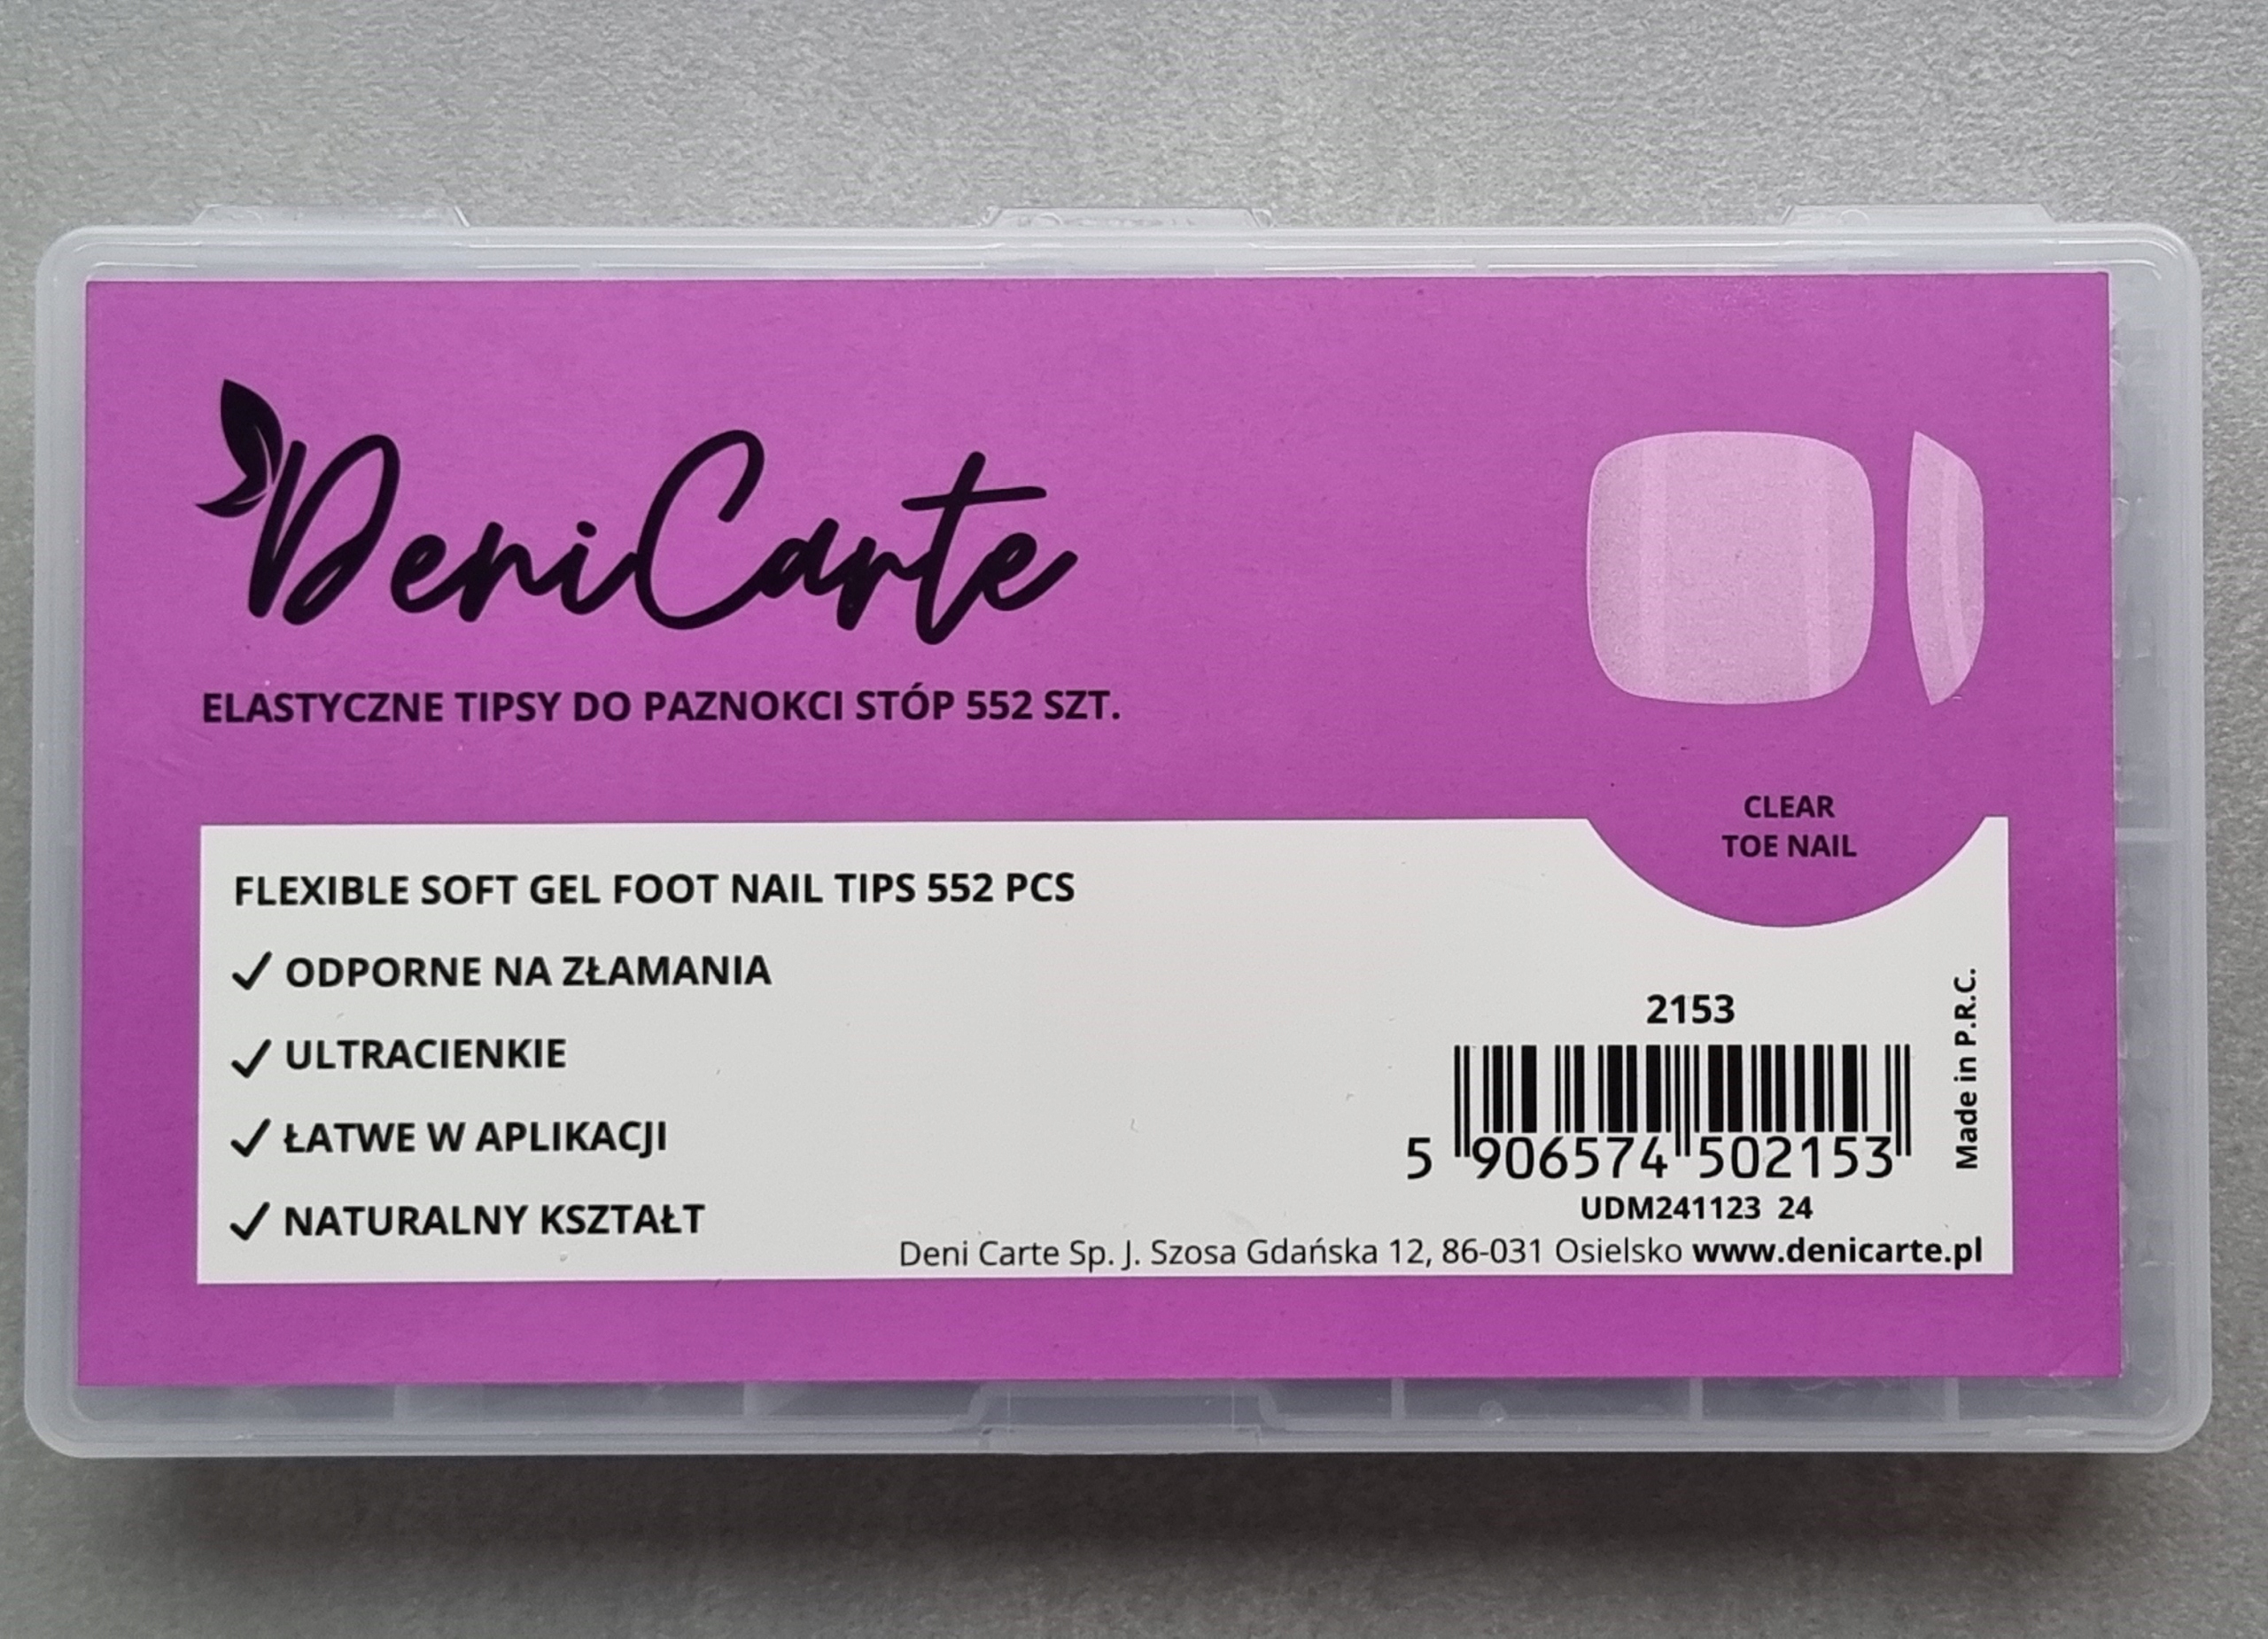 DeniCarte
ELASTYCZNE TIPSY DO PAZNOKCI STÓP 552 SZT.
CLEAR
TOE NAIL
FLEXIBLE SOFT GEL FOOT NAIL TIPS 552 PCS
✓ ODPORNE NA ZŁAMANIA
✓ ULTRACIENKIE
✓ ŁATWE W APLIKACJI
✓ NATURALNY KSZTAŁT
2153
5 906574 502153
UDM241123 24
Made in P.R.C.
Deni Carte Sp. J. Szosa Gdańska 12, 86-031 Osielsko www.denicarte.pl